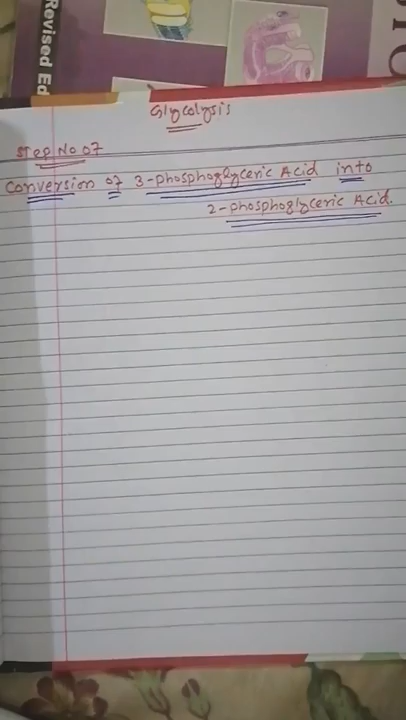 Revised Ed
Glycolysis
Step No 07
Conversion of 3-phosphoglyceric Acid into
2-phosphoglyceric Acid.